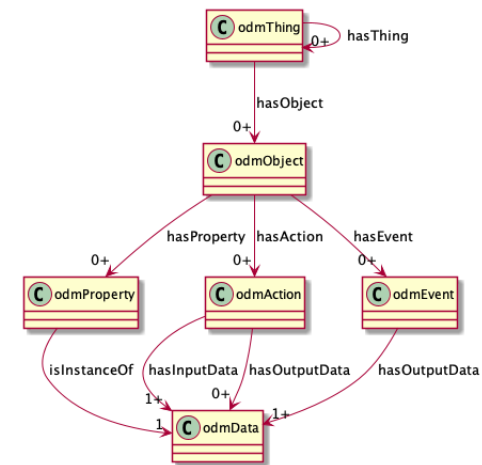 C odmThing
hasThing
0+
hasObject
0+
C odmObject
hasProperty
hasAction
hasEvent
0+
0+
0+
C odmProperty
C odmAction
C odmEvent
isInstanceOf
hasInputData
hasOutputData
hasOutputData
1+
0+
1+
1
C odmData